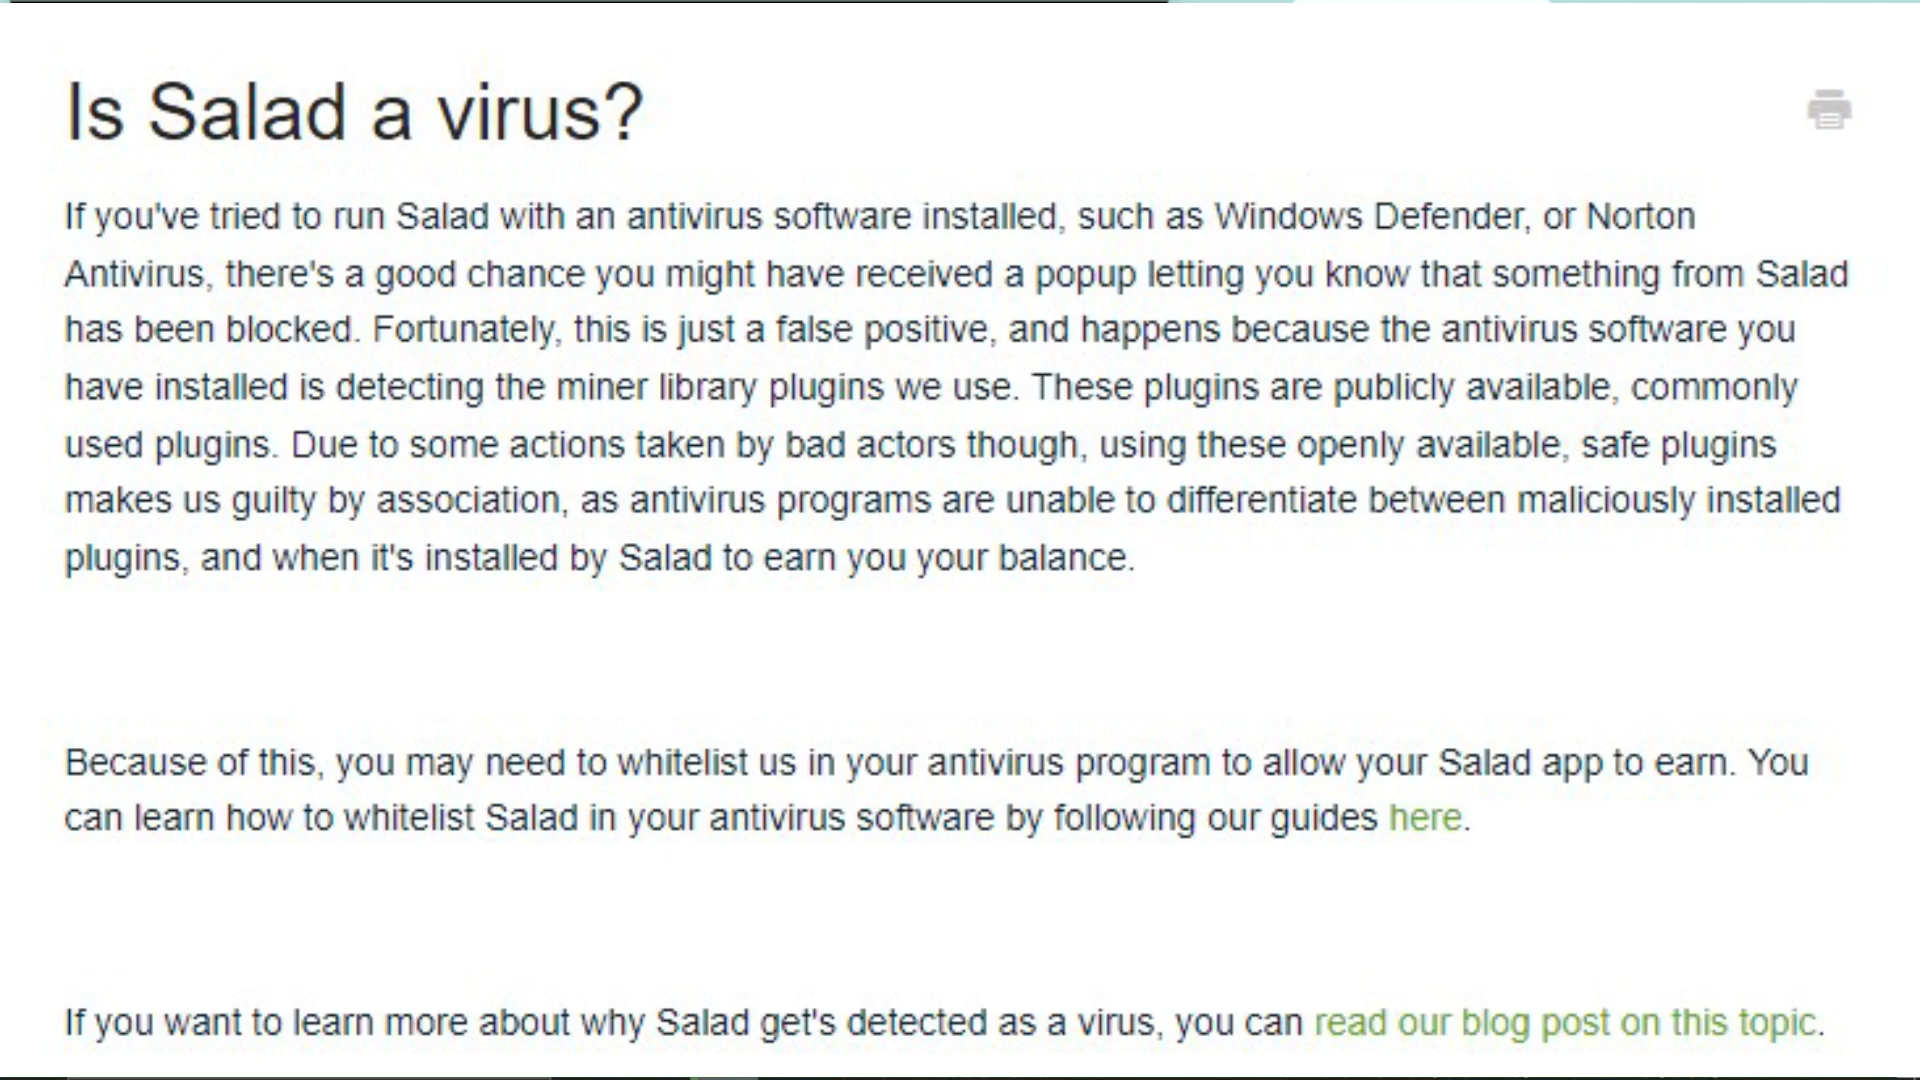 Is Salad a virus?
If you've tried to run Salad with an antivirus software installed, such as Windows Defender, or Norton
Antivirus, there's a good chance you might have received a popup letting you know that something from Salad
has been blocked. Fortunately, this is just a false positive, and happens because the antivirus software you
have installed is detecting the miner library plugins we use. These plugins are publicly available, commonly
used plugins. Due to some actions taken by bad actors though, using these openly available, safe plugins
makes us guilty by association, as antivirus programs are unable to differentiate between maliciously installed
plugins, and when it's installed by Salad to earn you your balance.
Because of this, you may need to whitelist us in your antivirus program to allow your Salad app to earn. You
can learn how to whitelist Salad in your antivirus software by following our guides here.
If you want to learn more about why Salad get's detected as a virus, you can read our blog post on this topic.